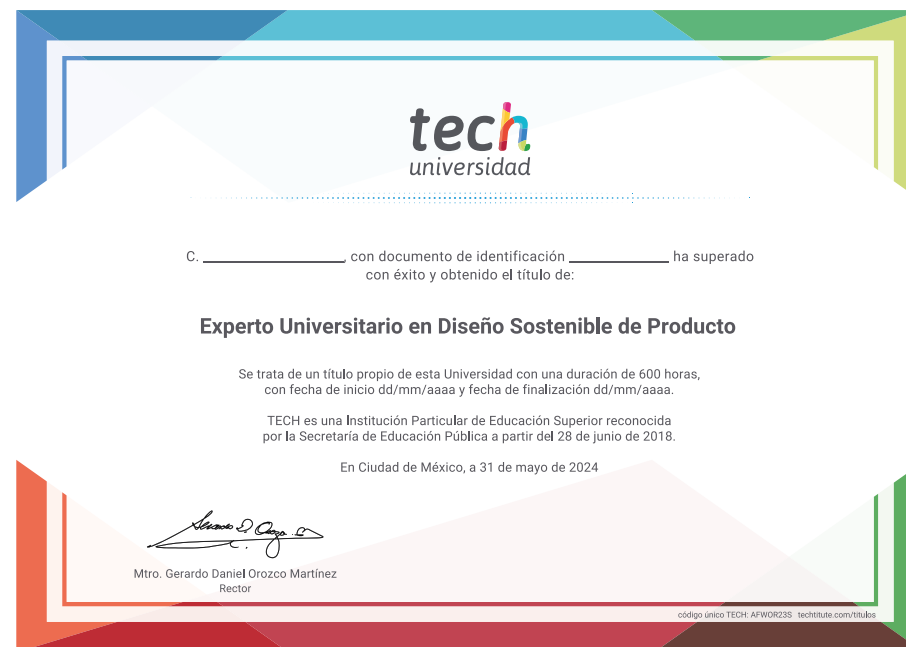 tech
universidad
C. ____________________, con documento de identificación ______________ ha superado
con éxito y obtenido el título de:
Experto Universitario en Diseño Sostenible de Producto
Se trata de un título propio de esta Universidad con una duración de 600 horas,
con fecha de inicio dd/mm/aaaa y fecha de finalización dd/mm/aaaa.
TECH es una Institución Particular de Educación Superior reconocida
por la Secretaría de Educación Pública a partir del 28 de junio de 2018.
En Ciudad de México, a 31 de mayo de 2024
Mtro. Gerardo Daniel Orozco Martínez
Rector
código único TECH: AFWOR23S techtitute.com/titulos